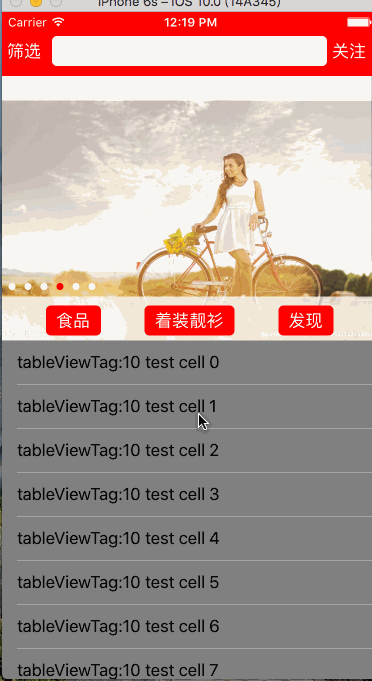 iPhone 6s – iOS 10.0 (14A345)
Carrier 12:19 PM
筛选 关注
食品 着装靓衫 发现
tableViewTag:10 test cell 0
tableViewTag:10 test cell 1
tableViewTag:10 test cell 2
tableViewTag:10 test cell 3
tableViewTag:10 test cell 4
tableViewTag:10 test cell 5
tableViewTag:10 test cell 6
tableViewTag:10 test cell 7